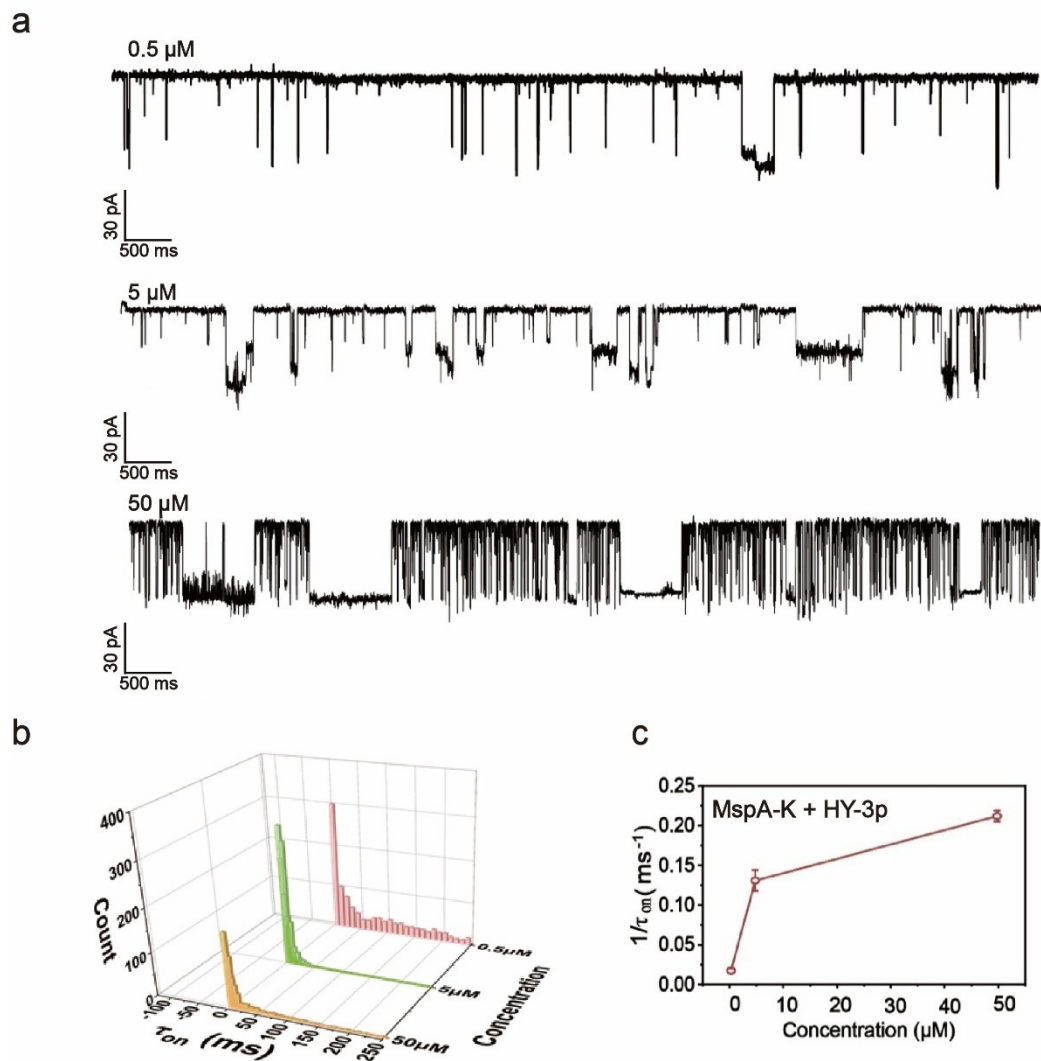 a
0.5 µM
30 pA
500 ms
5 µM
30 pA
500 ms
50 µM
30 pA
500 ms
b
400
300
200
100
0
Count
-100
-50
0
50
100
150
200
250
τon (ms)
0.5µM
5µM
50µM
Concentration
c
MspA-K + HY-3p
0.25
0.20
0.15
0.10
0.05
0.00
1/τon(ms⁻¹)
0 10 20 30 40 50
Concentration (µM)